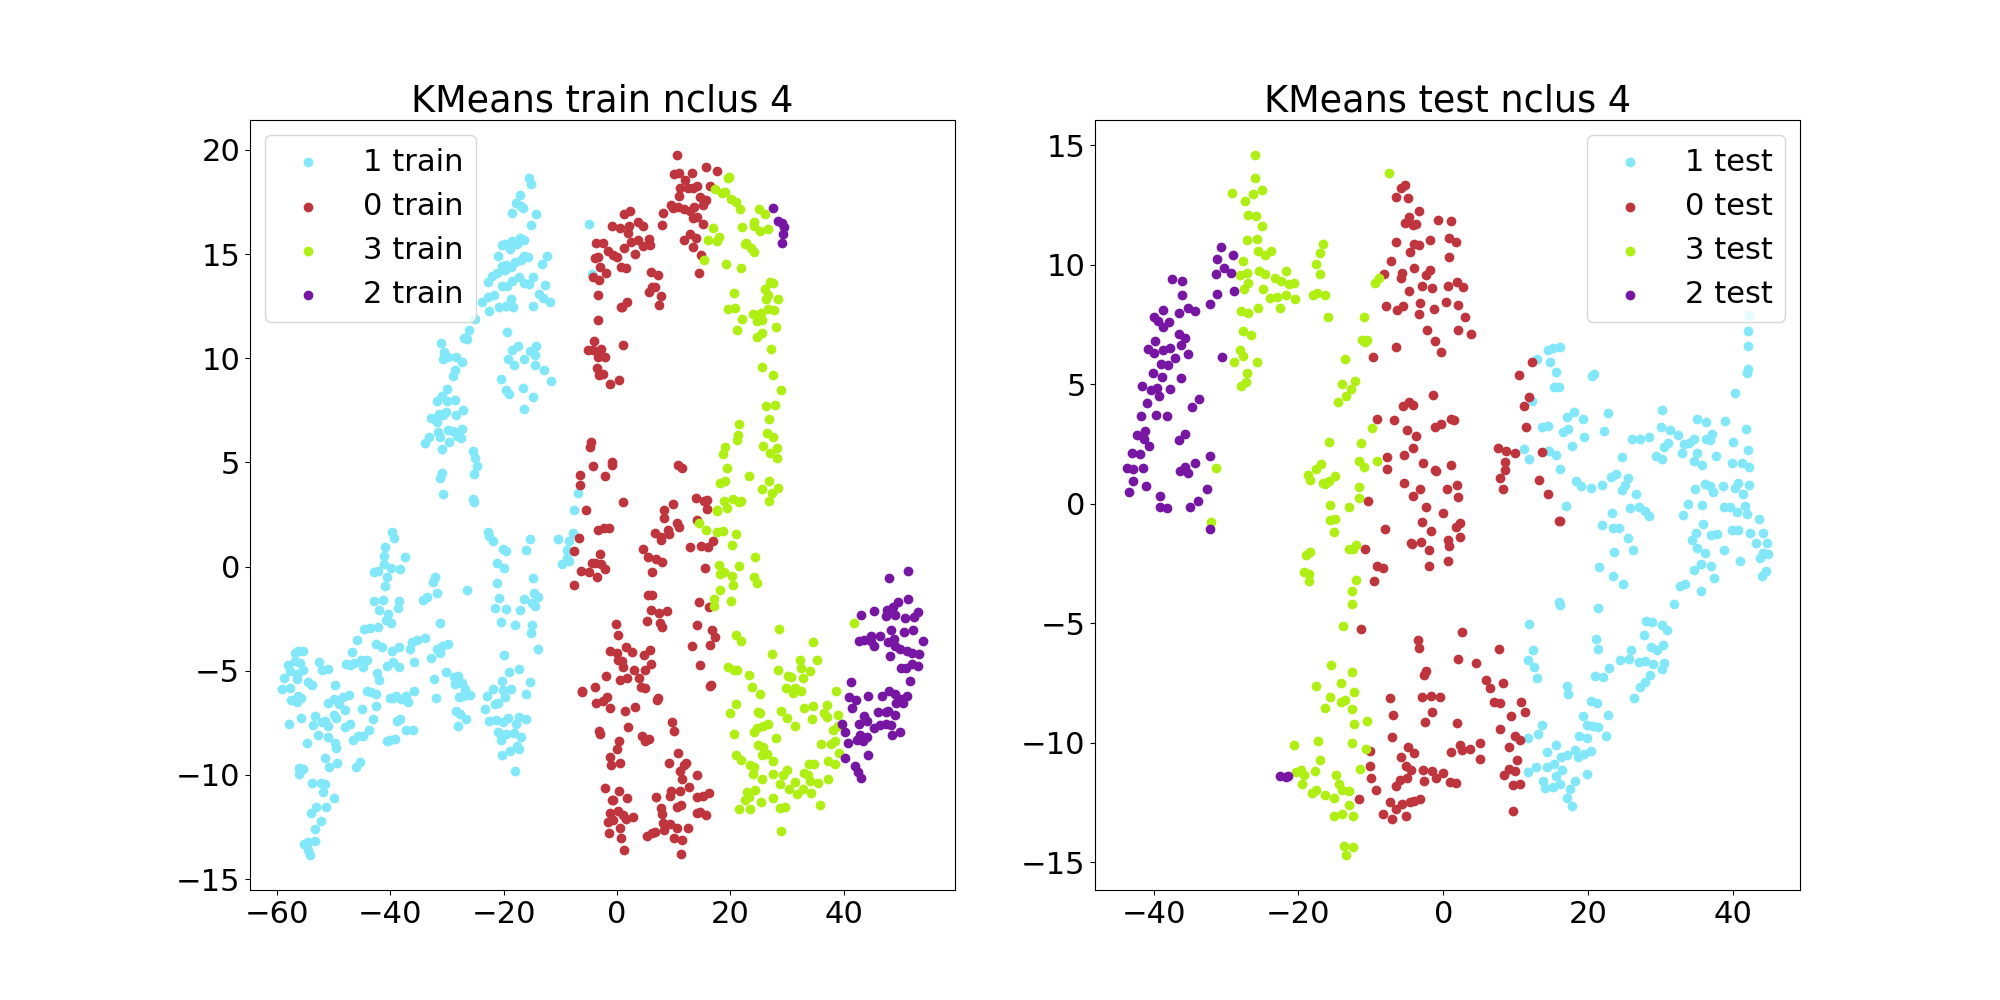 KMeans train nclus 4
20
15
10
5
0
−5
−10
−15
−60 −40 −20 0 20 40
1 train
0 train
3 train
2 train
KMeans test nclus 4
15
10
5
0
−5
−10
−15
−40 −20 0 20 40
1 test
0 test
3 test
2 test